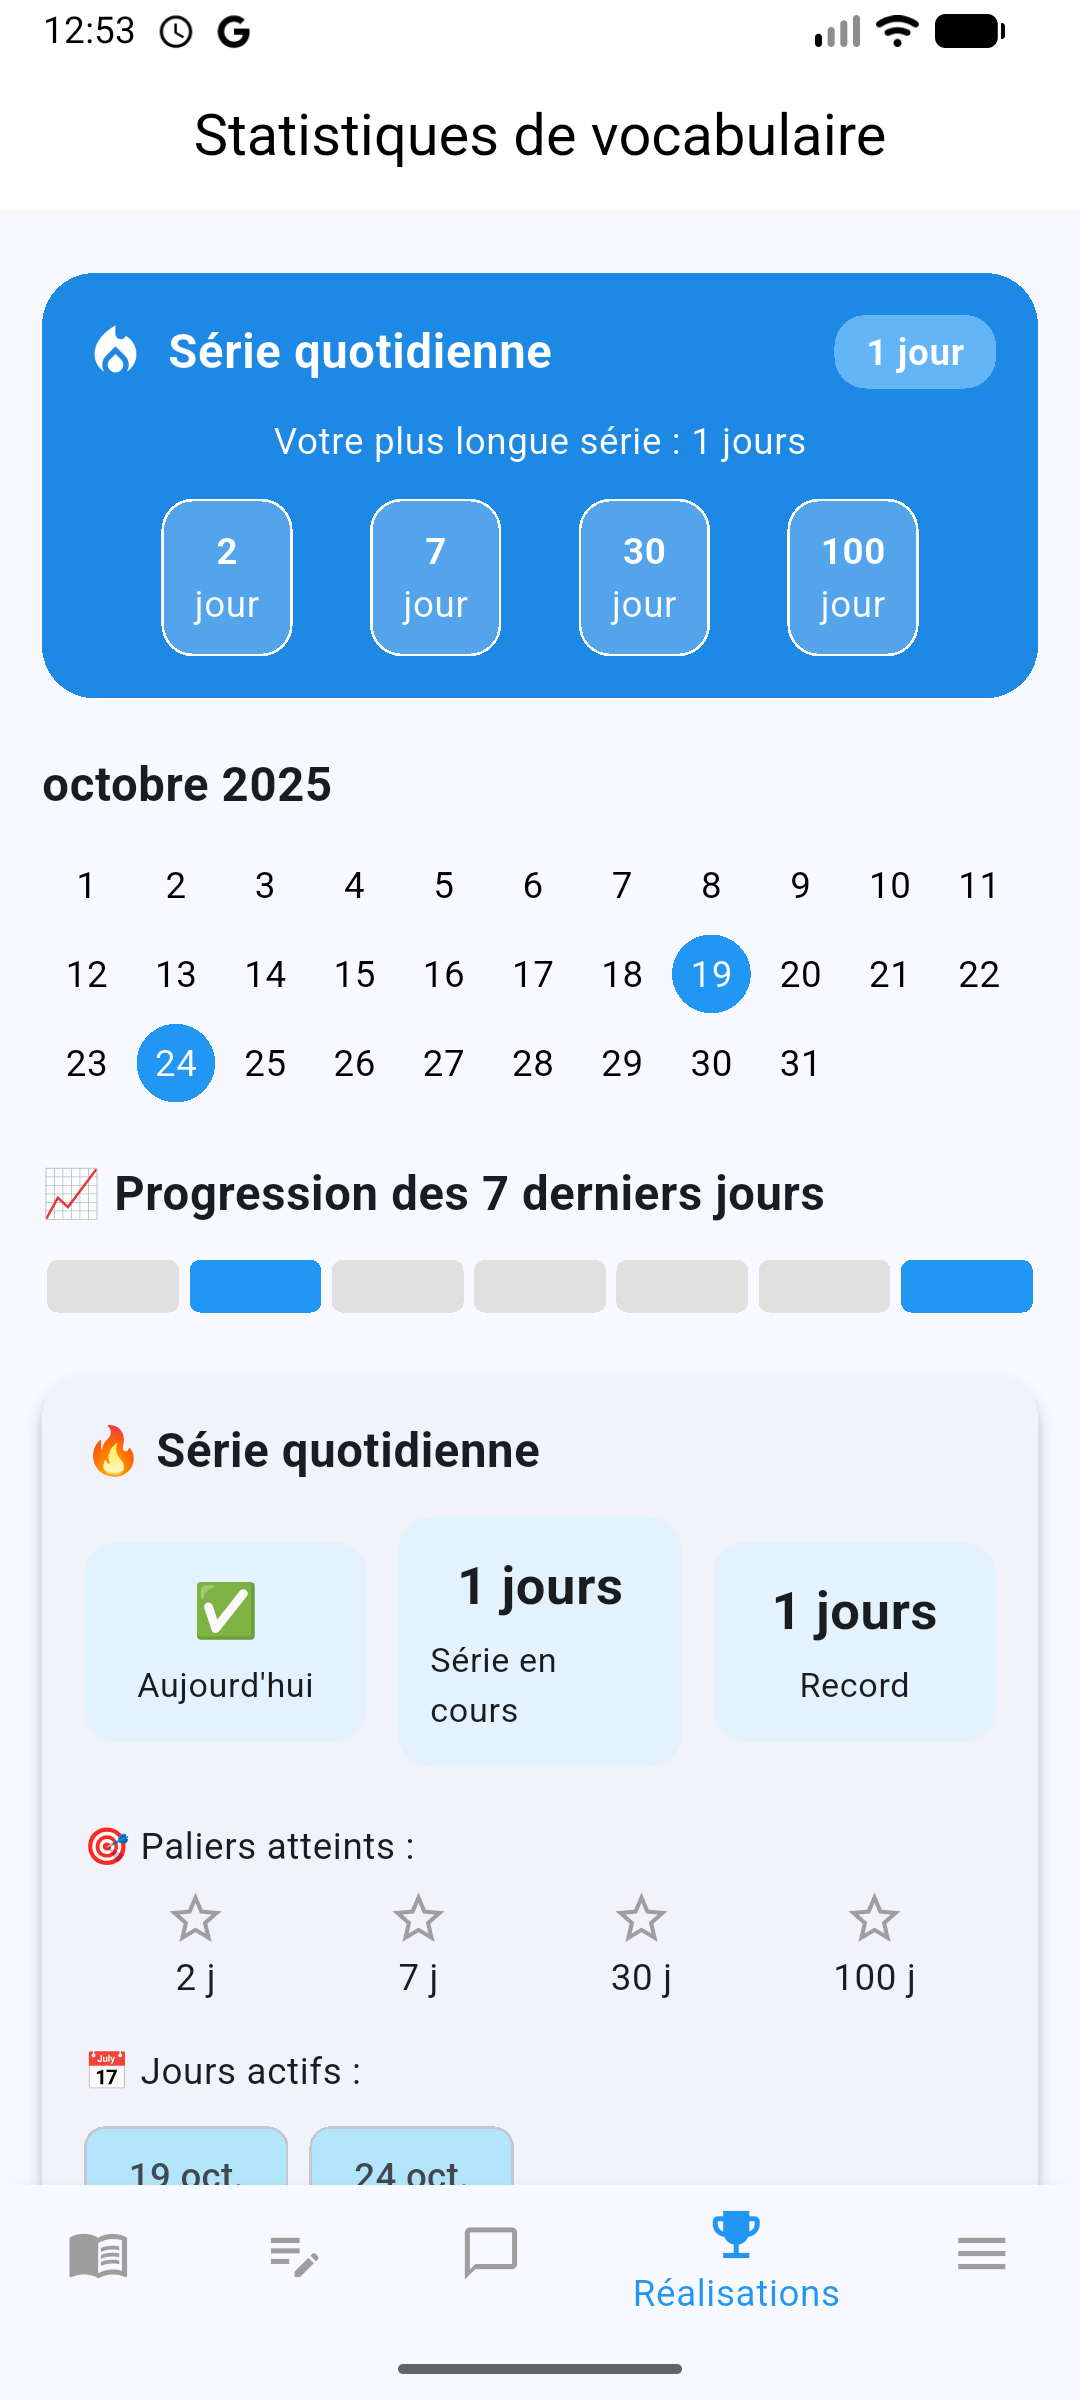 12:53
Statistiques de vocabulaire
Série quotidienne
1 jour
Votre plus longue série : 1 jours
2 7 30 100
jour jour jour jour
octobre 2025
1 2 3 4 5 6 7 8 9 10 11
12 13 14 15 16 17 18 19 20 21 22
23 24 25 26 27 28 29 30 31
📈 Progression des 7 derniers jours
🔥 Série quotidienne
✅
Aujourd'hui
1 jours
Série en
cours
1 jours
Record
🎯 Paliers atteints :
2 j 7 j 30 j 100 j
📅 Jours actifs :
19 oct. 24 oct.
Réalisations